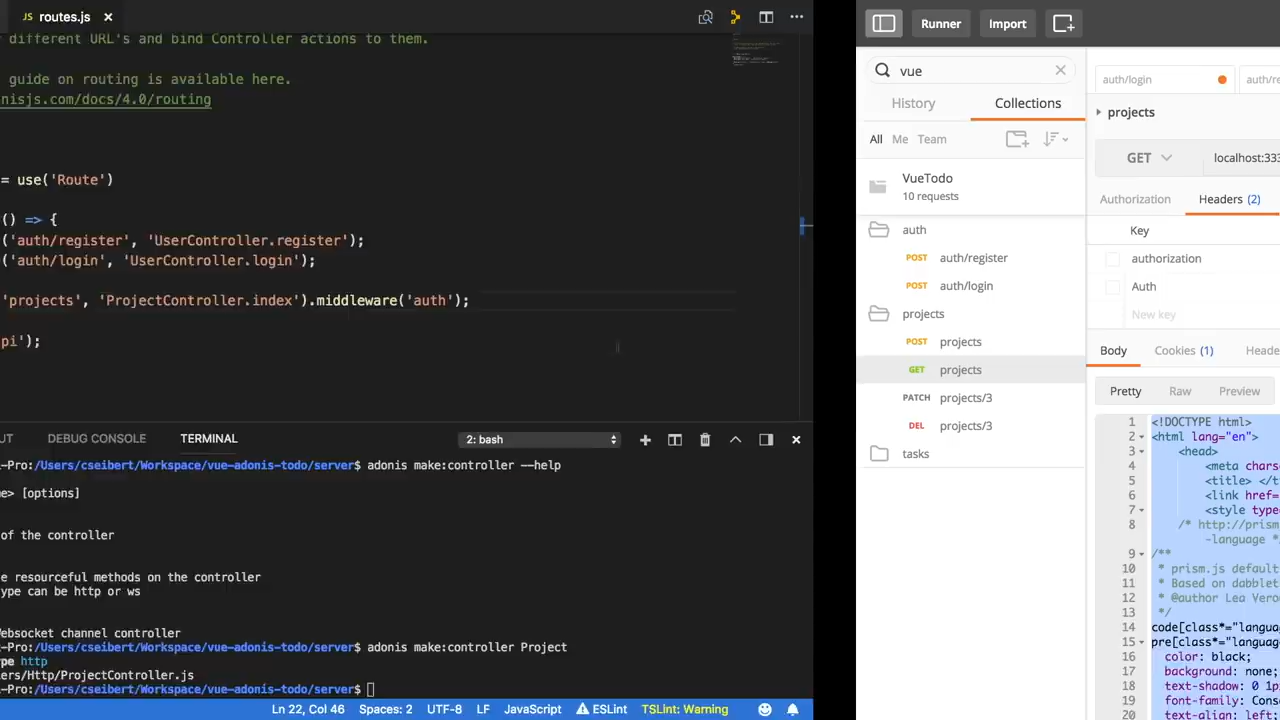 JS routes.js
different URL's and bind Controller actions to them.
guide on routing is available here.
nisjs.com/docs/4.0/routing
= use('Route')
() => {
('auth/register', 'UserController.register');
('auth/login', 'UserController.login');
'projects', 'ProjectController.index').middleware('auth');
pi');
UT DEBUG CONSOLE TERMINAL 2: bash
-Pro:/Users/cseibert/Workspace/vue-adonis-todo/server$ adonis make:controller --help
e> [options]
of the controller
e resourceful methods on the controller
ype can be http or ws
Websocket channel controller
-Pro:/Users/cseibert/Workspace/vue-adonis-todo/server$ adonis make:controller Project
pe http
ers/Http/ProjectController.js
-Pro:/Users/cseibert/Workspace/vue-adonis-todo/server$
Ln 22, Col 46 Spaces: 2 UTF-8 LF JavaScript ESLint TSLint: Warning
Runner Import
vue
History Collections
All Me Team
VueTodo
10 requests
auth
POST auth/register
POST auth/login
projects
POST projects
GET projects
PATCH projects/3
DEL projects/3
tasks
auth/login auth/re
projects
GET localhost:333
Authorization Headers (2)
Key
authorization
Auth
New key
Body Cookies (1) Heade
Pretty Raw Preview
1 <!DOCTYPE html>
2 <html lang="en">
3 <head>
4 <meta chars
5 <title> </t
6 <link href=
7 <style type
8 /* http://prism
-language *
9 /**
10 * prism.js default
11 * Based on dabblet
12 * @author Lea Vero
13 */
14 code[class*="langua
15 pre[class*="languag
16 color: black;
17 background: none;
18 text-shadow: 0 1p
19 font-family: Cons
20 text-align: left;